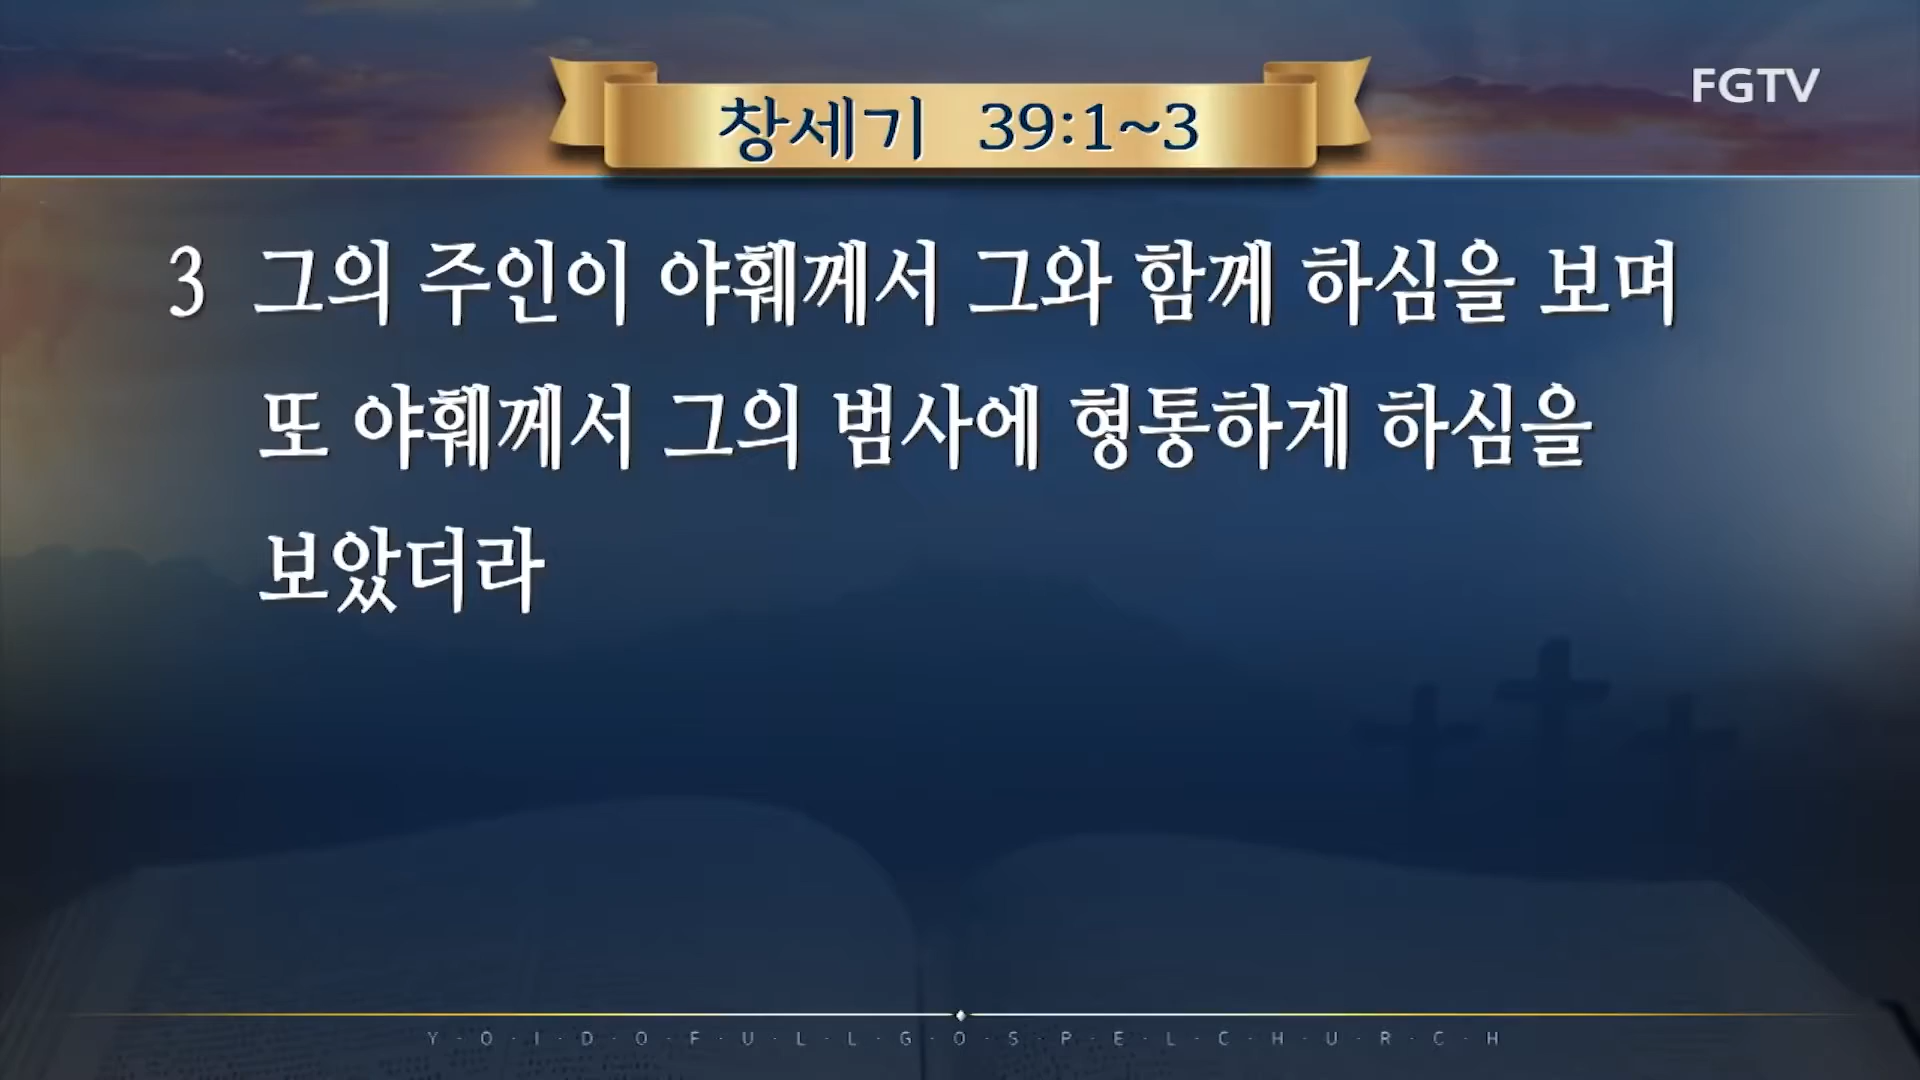 창세기 39:1~3
FGTV
3 그의 주인이 야훼께서 그와 함께 하심을 보며
또 야훼께서 그의 범사에 형통하게 하심을
보았더라
Y-O-I-D-O-F-U-L-L-G-O-S-P-E-L-C-H-U-R-C-H